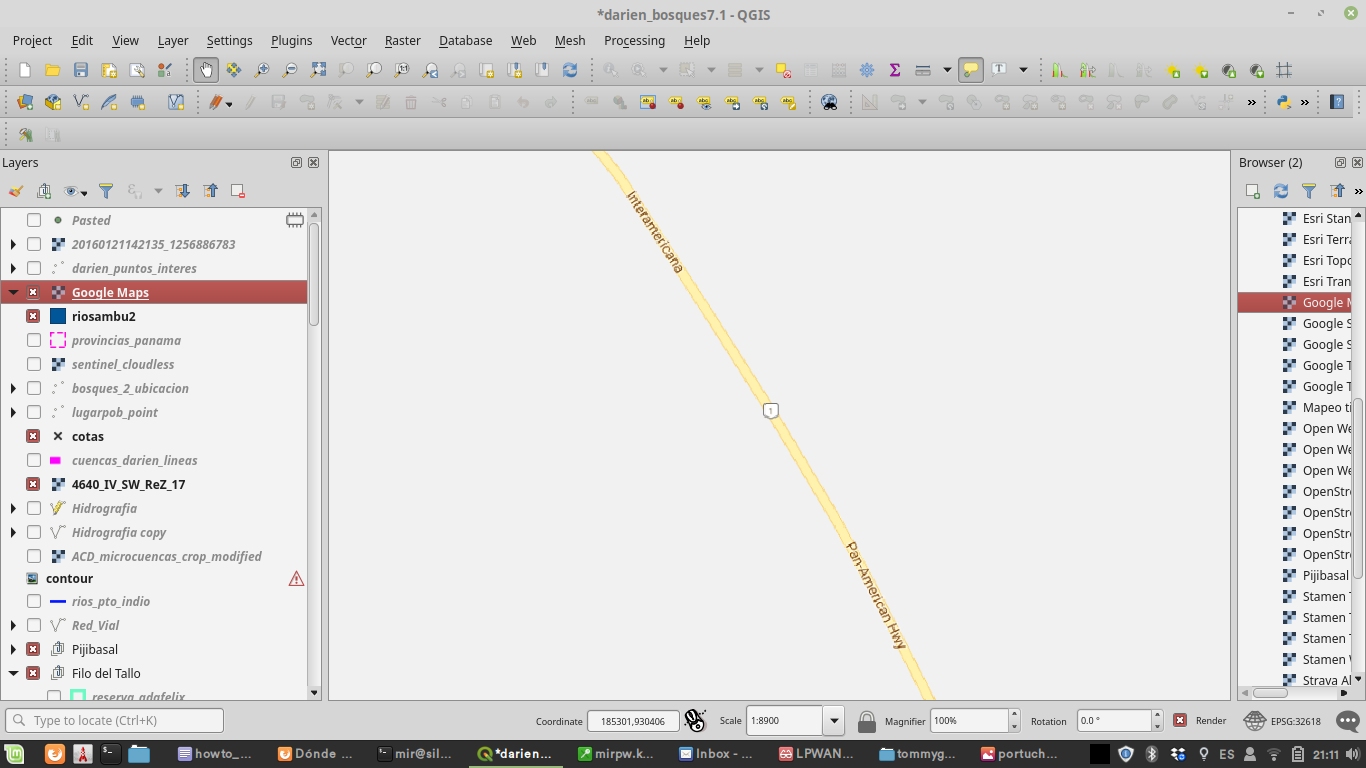 *darien_bosques7.1 - QGIS
Project Edit View Layer Settings Plugins Vector Raster Database Web Mesh Processing Help
Layers
Pasted
20160121142135_1256886783
darien_puntos_interes
Google Maps
riosambu2
provincias_panama
sentinel_cloudless
bosques_2_ubicacion
lugarpob_point
cotas
cuencas_darien_lineas
4640_IV_SW_ReZ_17
Hidrografia
Hidrografia copy
ACD_microcuencas_crop_modified
contour
rios_pto_indio
Red_Vial
Pijibasal
Filo del Tallo
reserva_adafelix
Interamericana
1
Pan-American Hwy
Browser (2)
Esri Stan
Esri Terra
Esri Topo
Esri Tran
Google M
Google S
Google S
Google T
Google T
Mapeo ti
Open We
Open We
Open We
OpenStre
OpenStre
OpenStre
OpenStre
Pijibasal
Stamen T
Stamen T
Stamen T
Stamen W
Strava Al
Type to locate (Ctrl+K) Coordinate 185301,930406 Scale 1:8900 Magnifier 100% Rotation 0.0 ° Render EPSG:32618
howto_... Dónde ... mir@sil... *darien... mirpw.k... Inbox - ... LPWAN... tommyg... portuch... ES 21:11